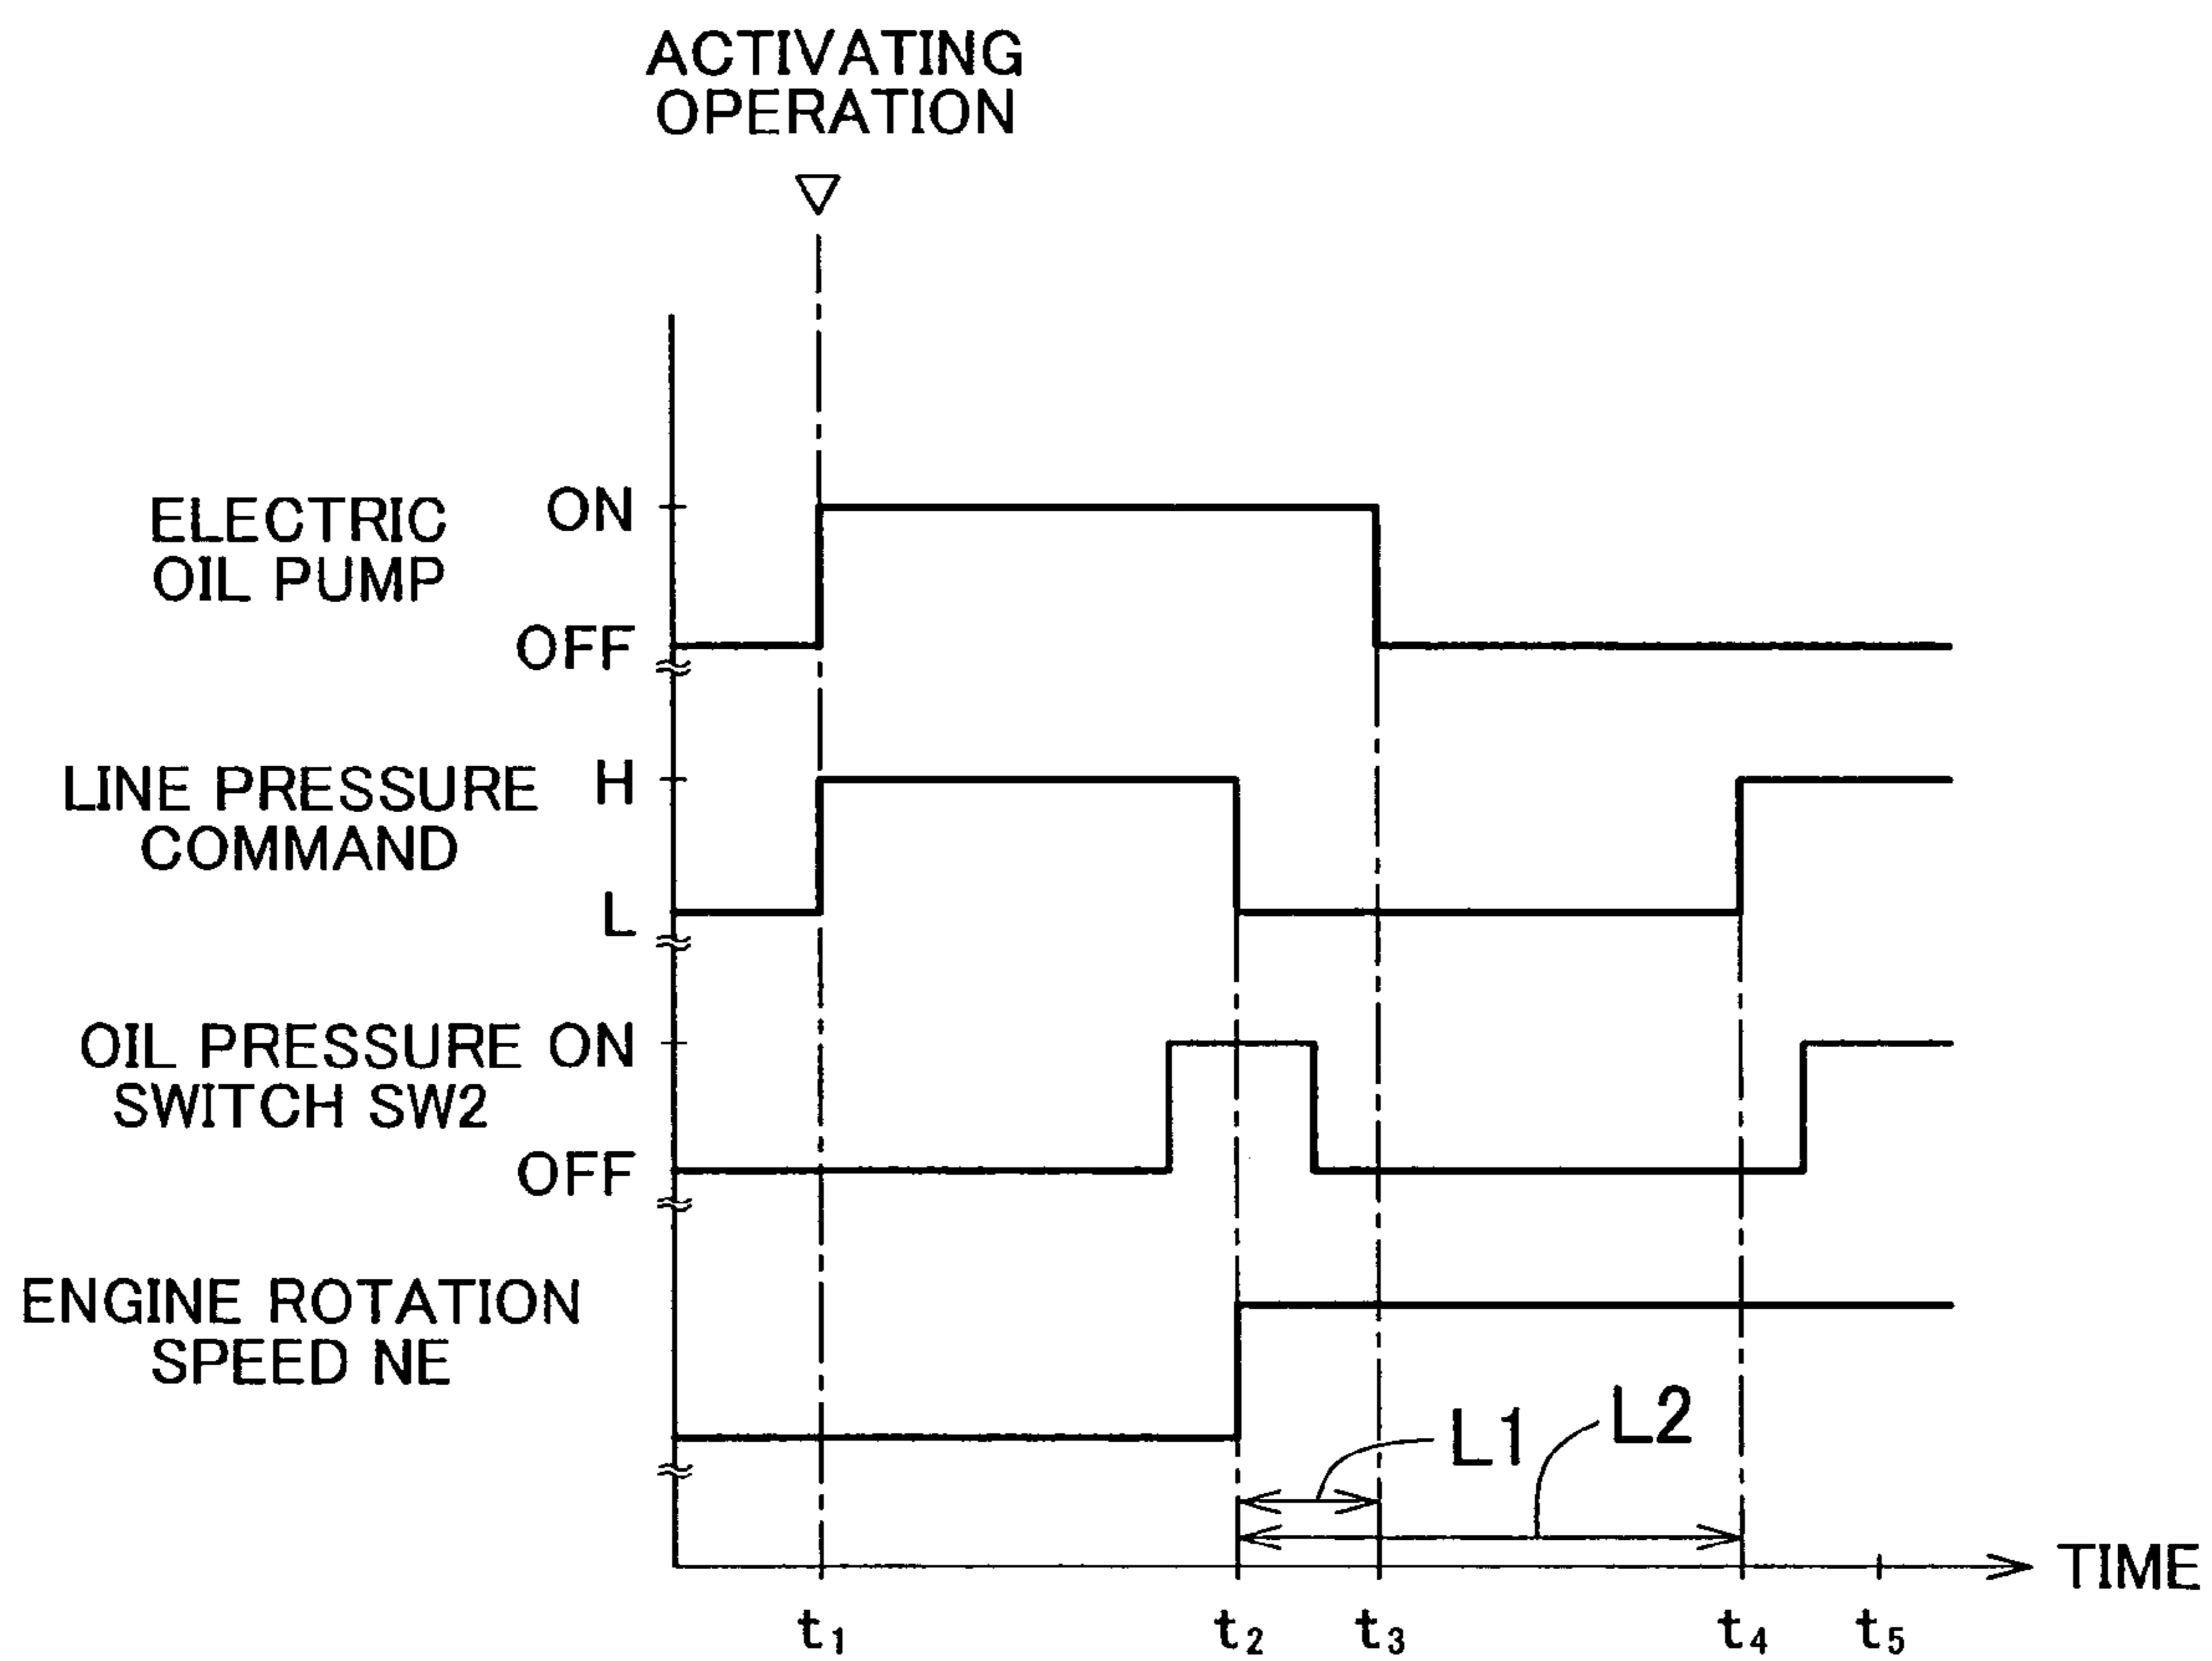 ACTIVATING
OPERATION
ELECTRIC
OIL PUMP
ON
OFF
LINE PRESSURE
COMMAND
H
L
OIL PRESSURE
SWITCH SW2
ON
OFF
ENGINE ROTATION
SPEED NE
L1
L2
TIME
t1
t2
t3
t4
t5